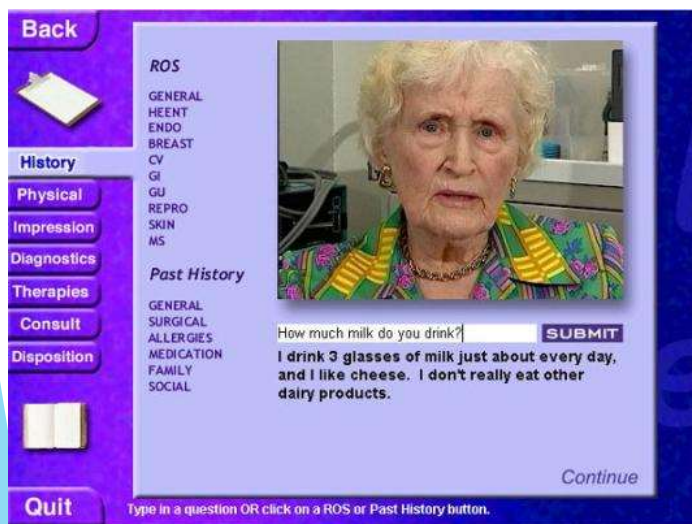 Back
History
Physical
Impression
Diagnostics
Therapies
Consult
Disposition
Quit
ROS
GENERAL
HEENT
ENDO
BREAST
CV
GI
GU
REPRO
SKIN
MS
Past History
GENERAL
SURGICAL
ALLERGIES
MEDICATION
FAMILY
SOCIAL
How much milk do you drink?
SUBMIT
I drink 3 glasses of milk just about every day,
and I like cheese. I don't really eat other
dairy products.
Continue
Type in a question OR click on a ROS or Past History button.